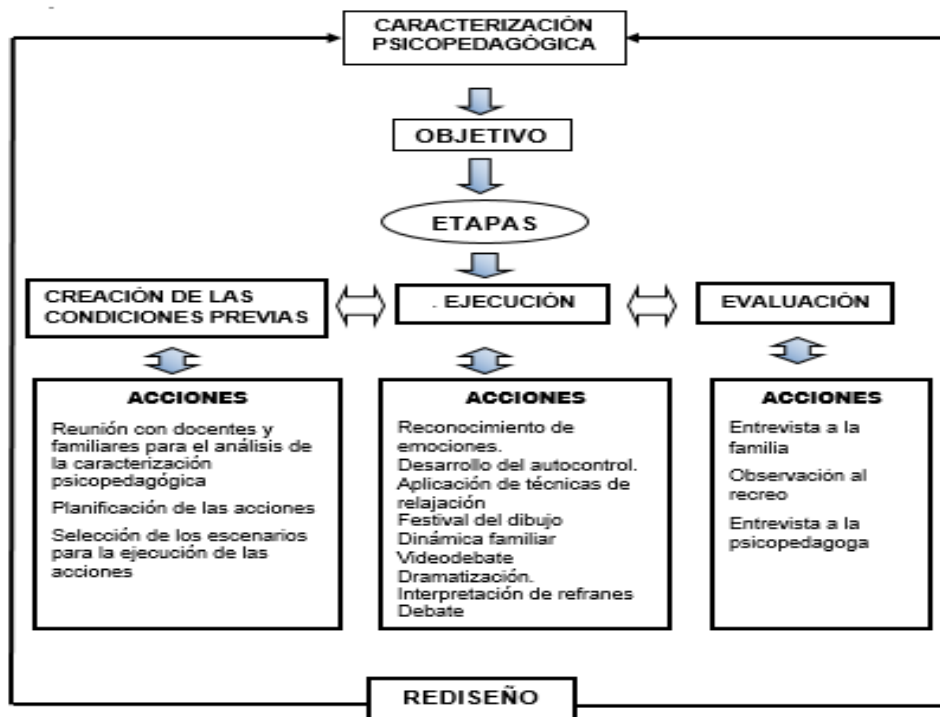 CARACTERIZACIÓN
PSICOPEDAGÓGICA
OBJETIVO
ETAPAS
CREACIÓN DE LAS
CONDICIONES PREVIAS
. EJECUCIÓN
EVALUACIÓN
ACCIONES
Reunión con docentes y
familiares para el análisis de
la caracterización
psicopedagógica
Planificación de las acciones
Selección de los escenarios
para la ejecución de las
acciones
ACCIONES
Reconocimiento de
emociones.
Desarrollo del autocontrol.
Aplicación de técnicas de
relajación
Festival del dibujo
Dinámica familiar
Videodebate
Dramatización.
Interpretación de refranes
Debate
ACCIONES
Entrevista a la
familia
Observación al
recreo
Entrevista a la
psicopedagoga
REDISEÑO